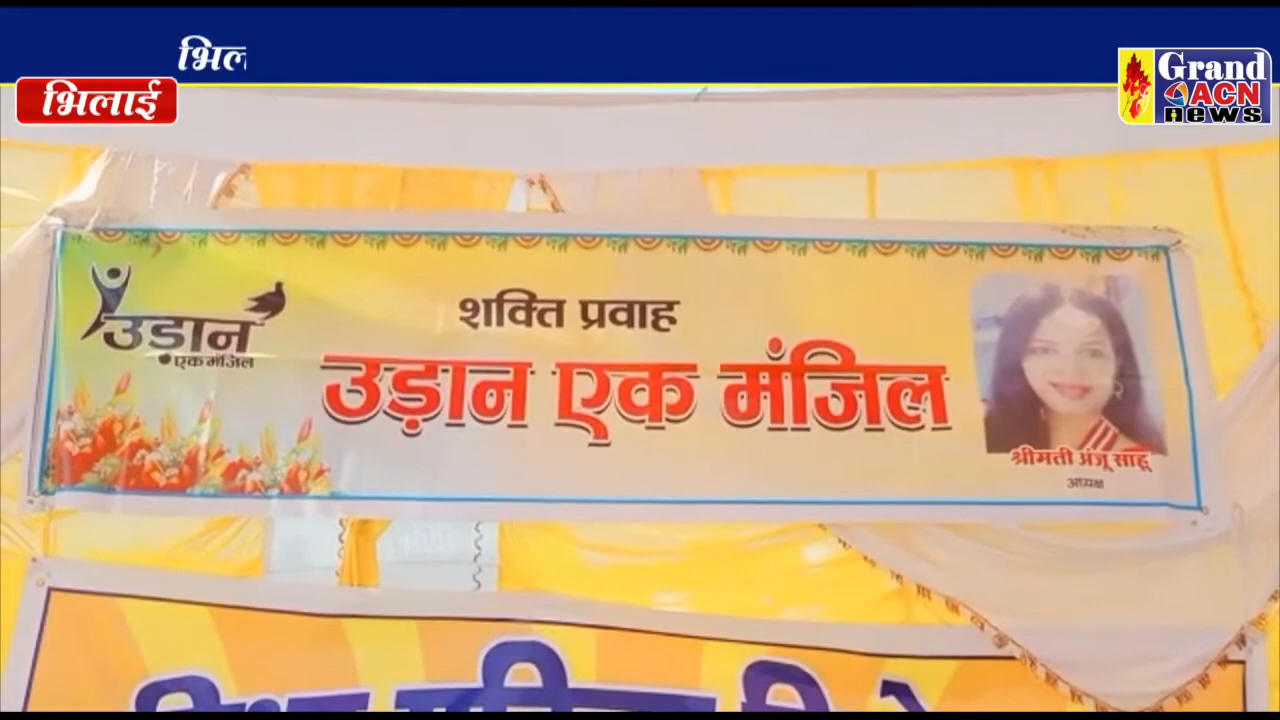 भिल
भिलाई
Grand
ACN
news
उड़ान
एक मंजिल
शक्ति प्रवाह
उड़ान एक मंजिल
श्रीमती अंजू साहू
अध्यक्ष